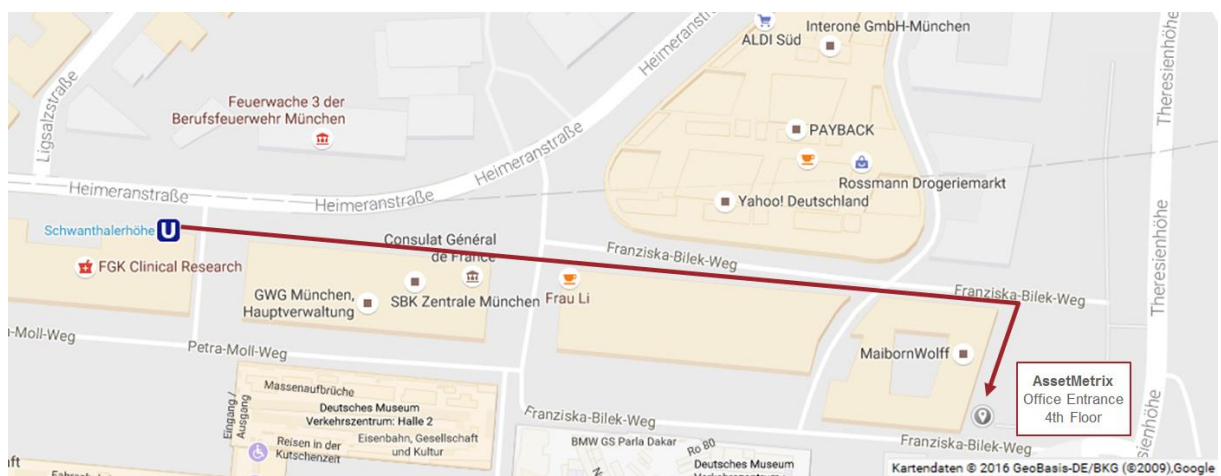 Interone GmbH-München
ALDI Süd
Heimeranstraße
Theresienhöhe
Ligsalzstraße
Feuerwache 3 der
Berufsfeuerwehr München
PAYBACK
Rossmann Drogeriemarkt
Heimeranstraße
Heimeranstraße
Heimeranstraße
Yahoo! Deutschland
Schwanthalerhöhe
U
Consulat Général
de France
Franziska-Bilek-Weg
FGK Clinical Research
GWG München,
Hauptverwaltung
SBK Zentrale München
Frau Li
Franziska-Bilek-Weg
Theresienhöhe
-Moll-Weg
Petra-Moll-Weg
MaibornWolff
AssetMetrix
Office Entrance
4th Floor
Massenaufbrüche
Eingang /
Ausgang
Deutsches Museum
Verkehrszentrum: Halle 2
Franziska-Bilek-Weg
Franziska-Bilek-Weg
Reisen in der
Kutschenzeit
Eisenbahn, Gesellschaft
und Kultur
BMW GS Parla Dakar
Ro 80
Deutsches Museum
Kartendaten © 2016 GeoBasis-DE/BKG (©2009),Google